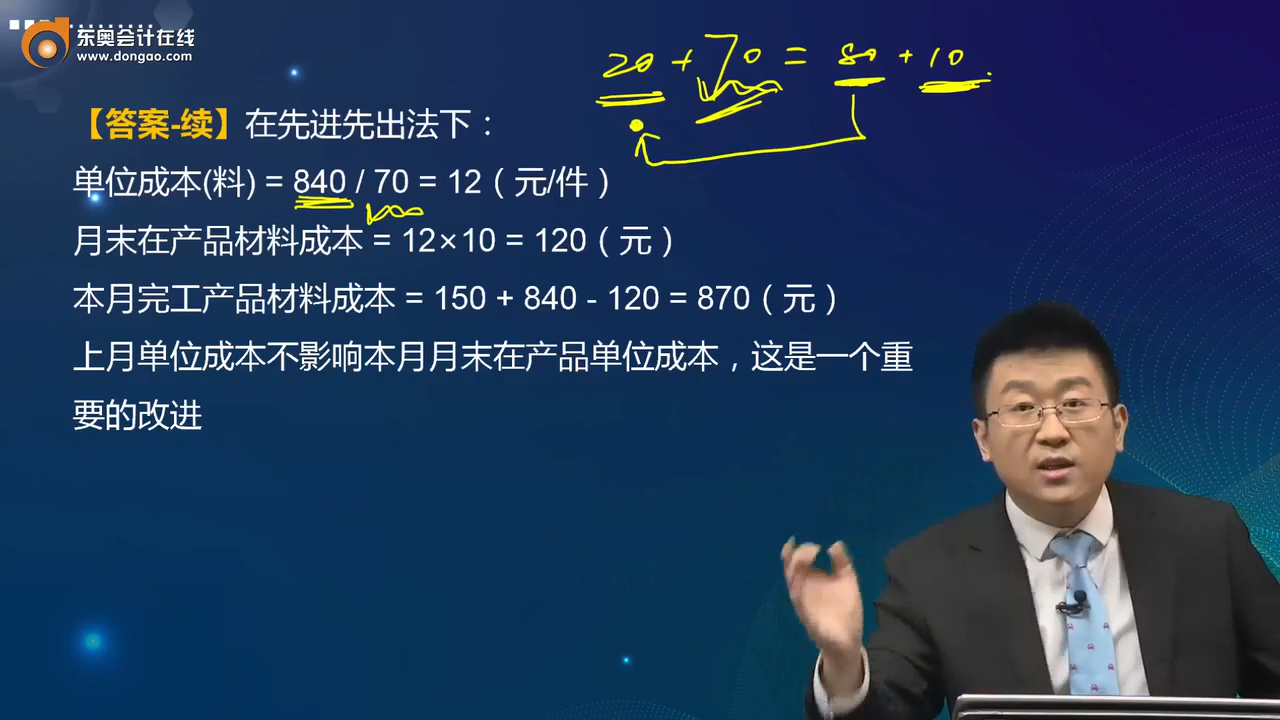 东奥会计在线
www.dongao.com
20 + 70 = 80 + 10
【答案-续】在先进先出法下：
单位成本(料) = 840 / 70 = 12（元/件）
月末在产品材料成本 = 12×10 = 120（元）
本月完工产品材料成本 = 150 + 840 - 120 = 870（元）
上月单位成本不影响本月月末在产品单位成本，这是一个重
要的改进